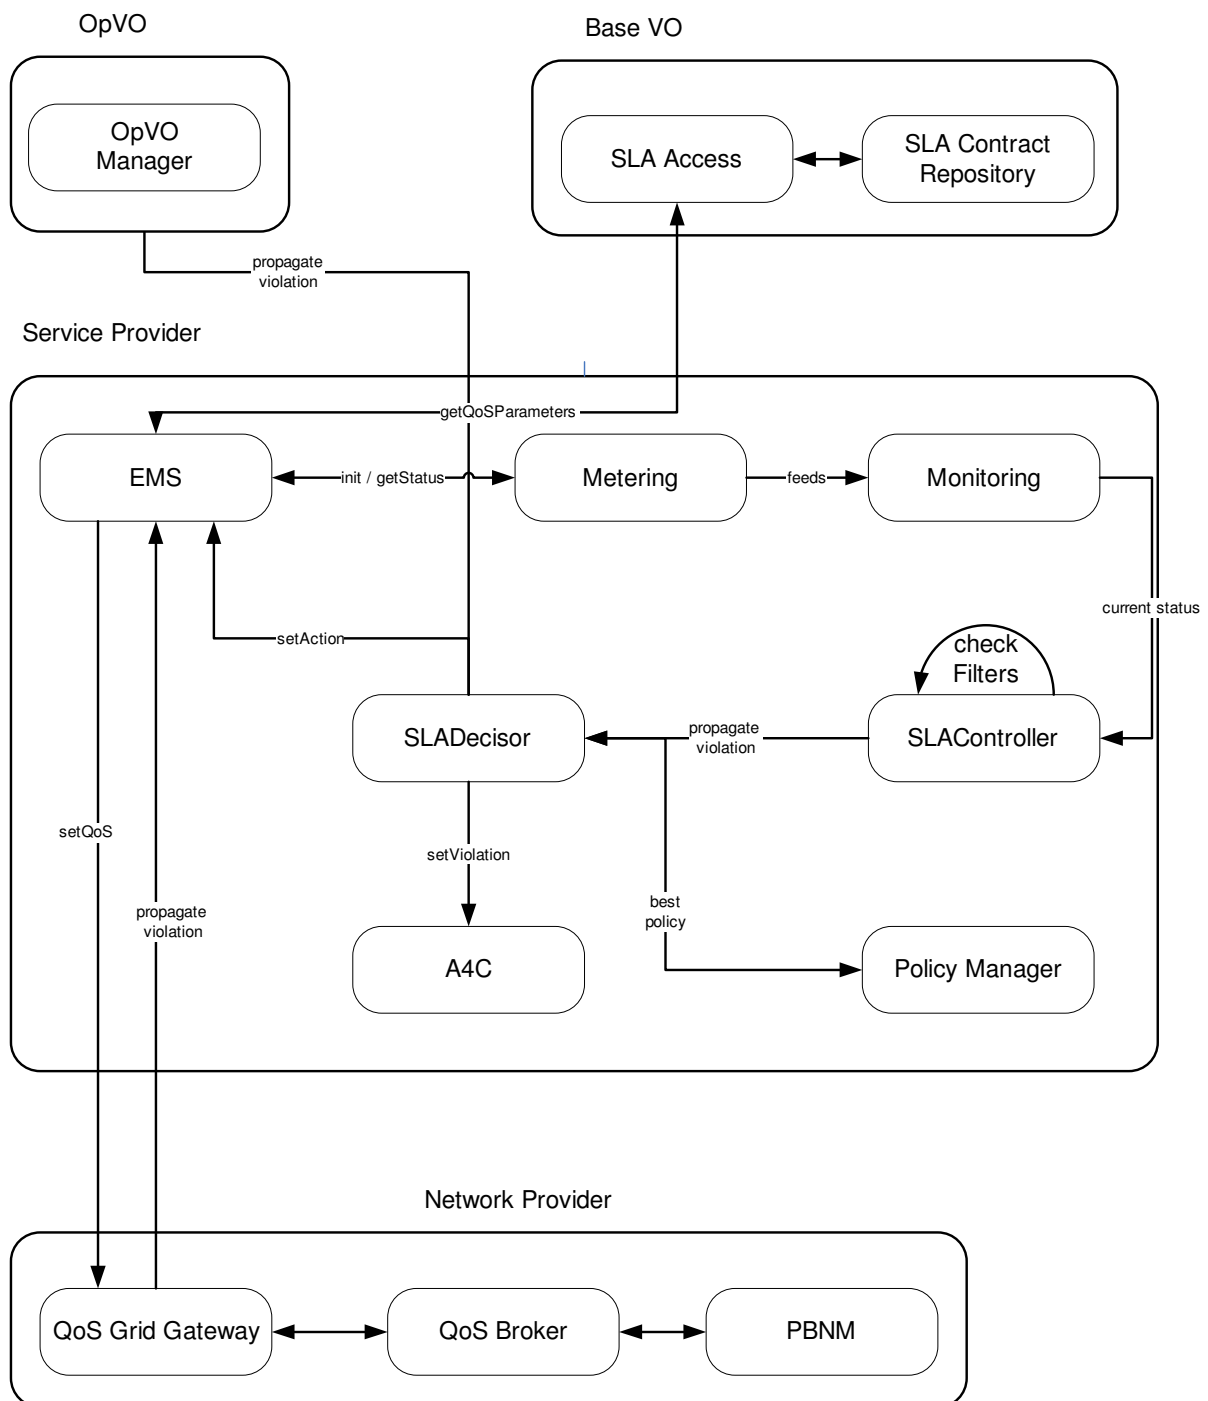 OpVO
Base VO
OpVO
Manager
SLA Access
SLA Contract
Repository
propagate
violation
Service Provider
getQoSParameters
EMS
init / getStatus
Metering
feeds
Monitoring
current status
setAction
check
Filters
SLADecisor
propagate
violation
SLAController
setQoS
setViolation
propagate
violation
best
policy
A4C
Policy Manager
Network Provider
QoS Grid Gateway
QoS Broker
PBNM